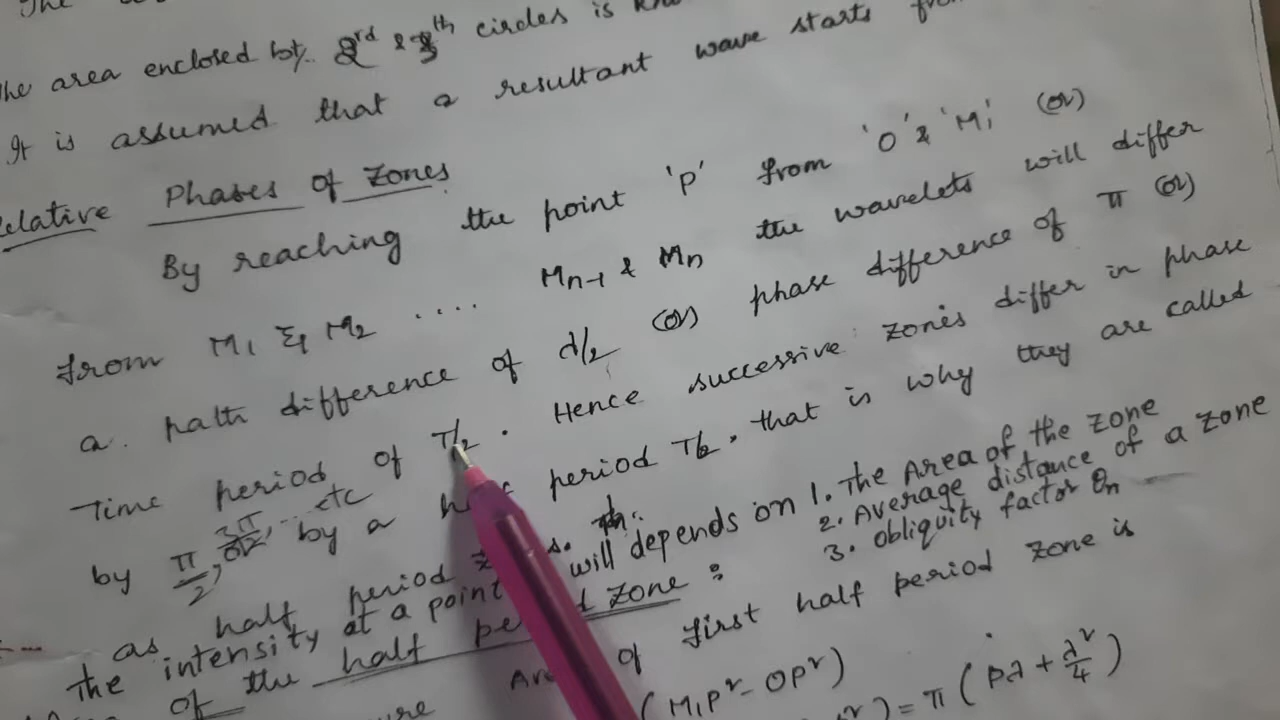 The
The area enclosed by 2rd & 3th circles is
It is assumed that a resultant wave starts
Relative Phases of Zones
By reaching the point 'P' from 'O' & 'M1' (or)
from M1 & M2 .... Mn-1 & Mn the wavelets will differ
a path difference of λ/2 (or) phase difference of π (or)
Time period of T/2. Hence successive zones differ in phase
by π/2, 3π/2, ... etc by a half period T/2. that is why they are called
as half period
The intensity at a point will depends on 1. The Area of the zone
2. Average distance of a zone
3. obliquity factor θn
of the half zone :
of first half period zone is
(M1P² - OP²)
) = π (Pλ + λ²/4)